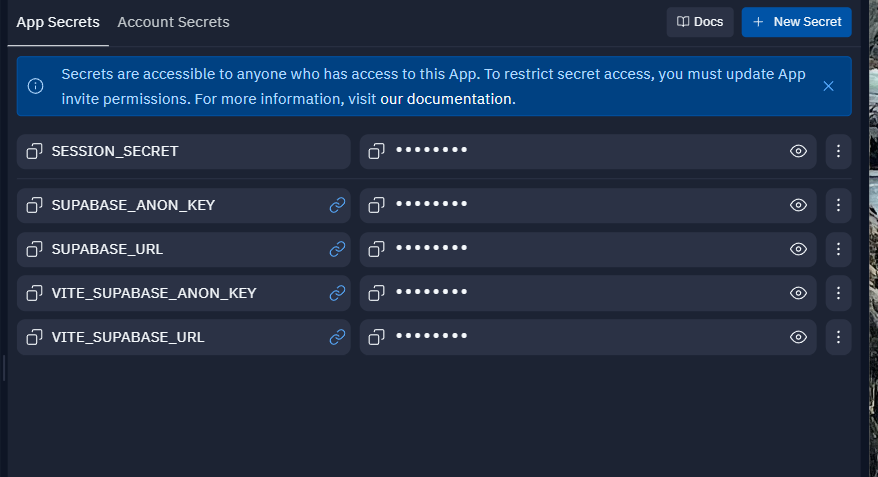 App Secrets Account Secrets Docs + New Secret
Secrets are accessible to anyone who has access to this App. To restrict secret access, you must update App
invite permissions. For more information, visit our documentation.
SESSION_SECRET ••••••••
SUPABASE_ANON_KEY ••••••••
SUPABASE_URL ••••••••
VITE_SUPABASE_ANON_KEY ••••••••
VITE_SUPABASE_URL ••••••••